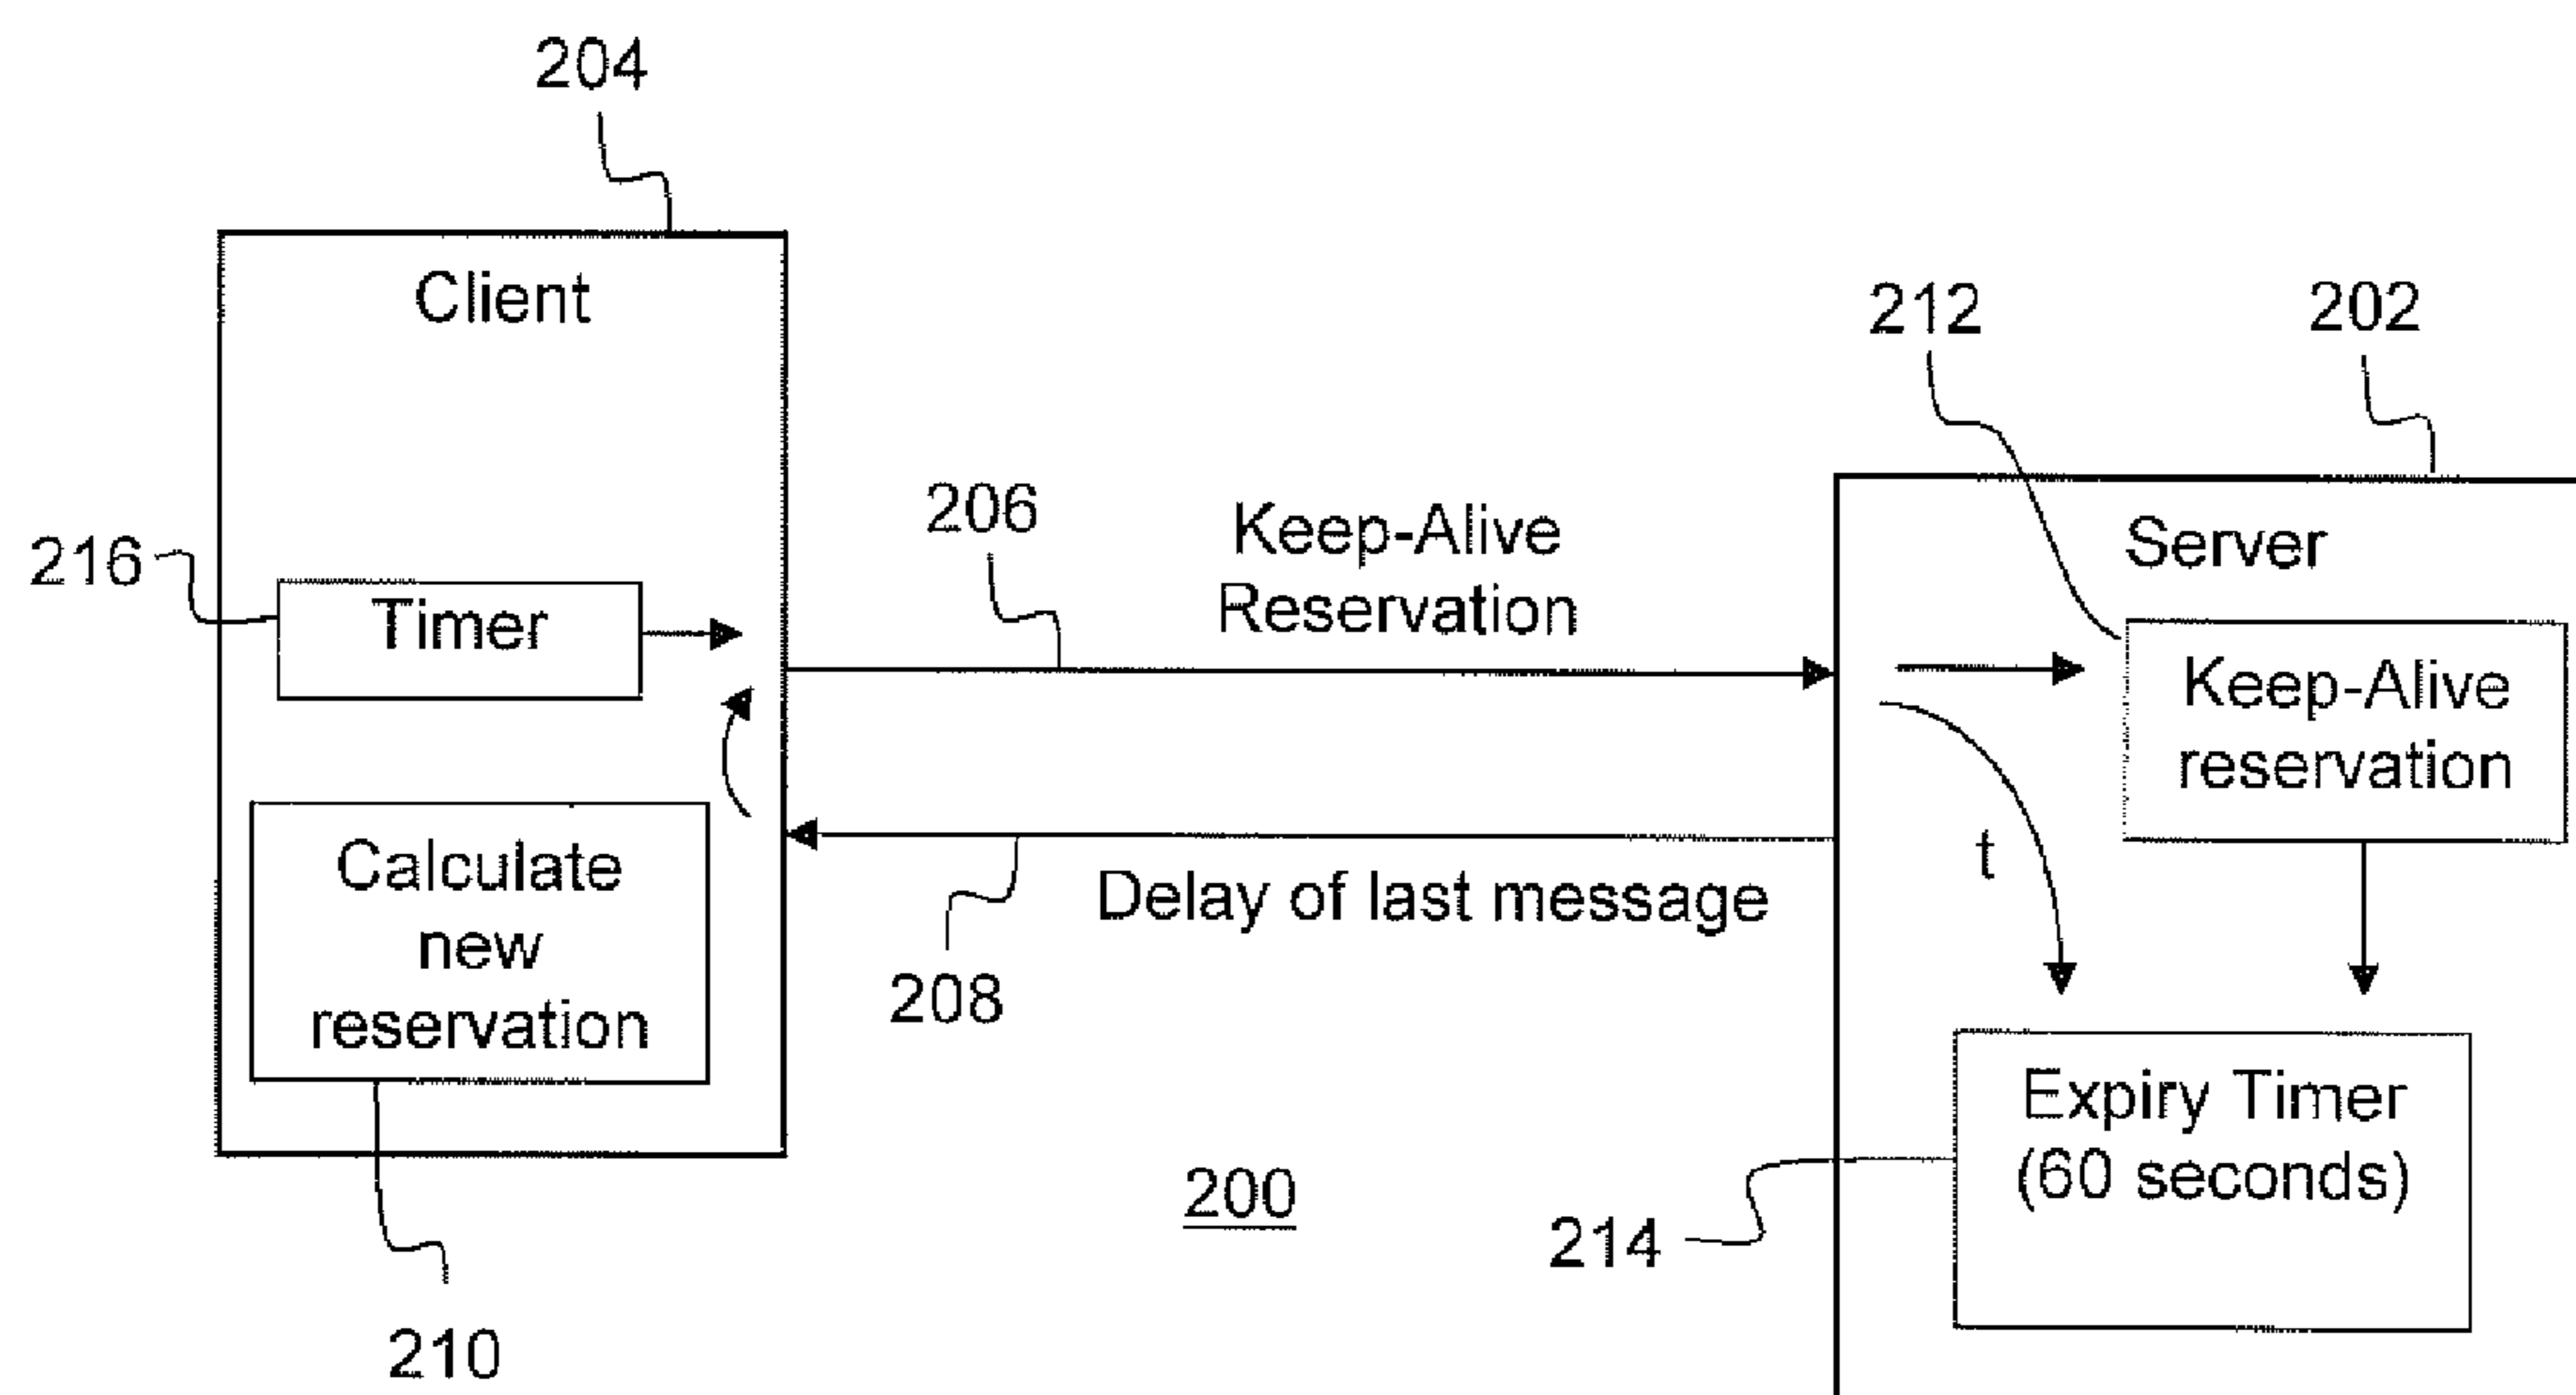 204
Client
212
202
206
Keep-Alive
Reservation
Server
216
Timer
Keep-Alive
reservation
t
Calculate
new
reservation
Delay of last message
208
Expiry Timer
(60 seconds)
200
214
210